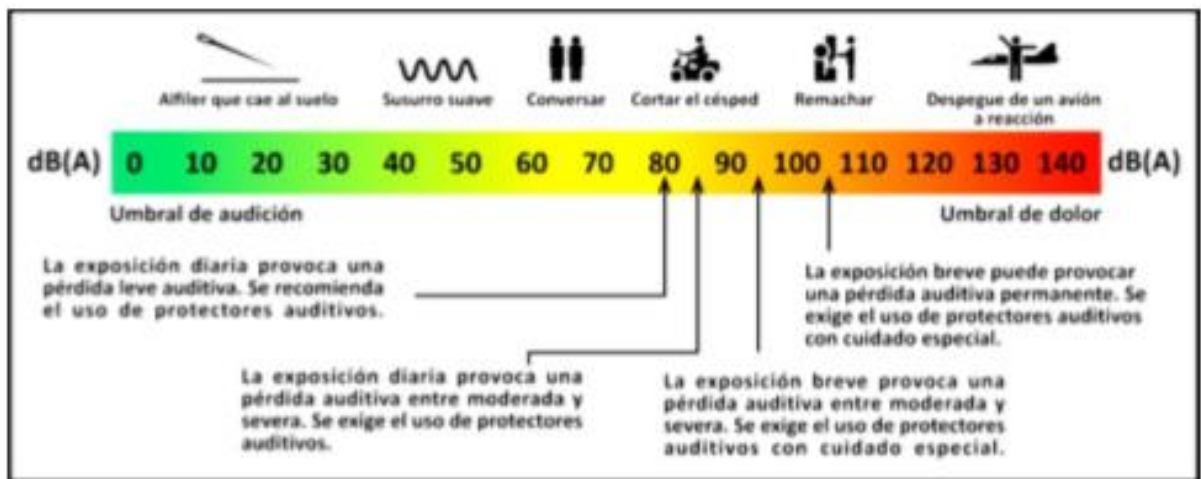 Alfiler que cae al suelo
Susurro suave
Conversar
Cortar el césped
Remachar
Despegue de un avión
a reacción
dB(A) 0 10 20 30 40 50 60 70 80 90 100 110 120 130 140 dB(A)
Umbral de audición
Umbral de dolor
La exposición diaria provoca una
pérdida leve auditiva. Se recomienda
el uso de protectores auditivos.
La exposición breve puede provocar
una pérdida auditiva permanente. Se
exige el uso de protectores auditivos
con cuidado especial.
La exposición diaria provoca una
pérdida auditiva entre moderada y
severa. Se exige el uso de protectores
auditivos.
La exposición breve provoca una
pérdida auditiva entre moderada y
severa. Se exige el uso de protectores
auditivos con cuidado especial.